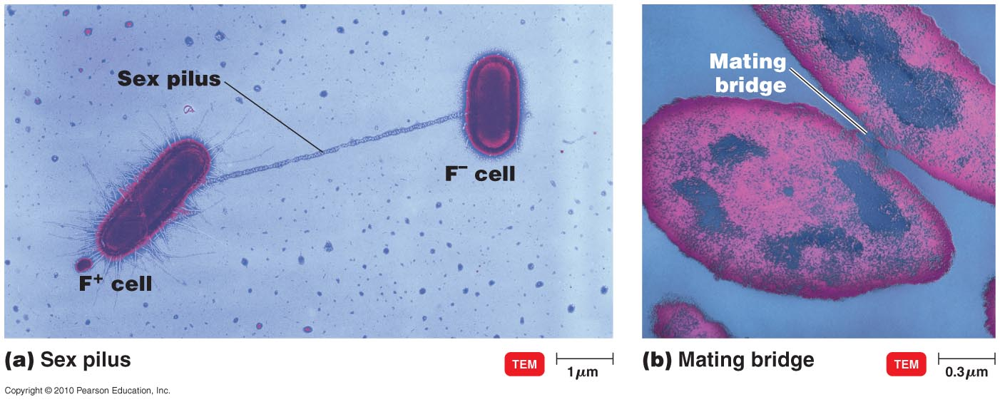 Sex pilus
F⁻ cell
F⁺ cell
(a) Sex pilus
TEM
1 μm
Mating
bridge
(b) Mating bridge
TEM
0.3 μm
Copyright © 2010 Pearson Education, Inc.